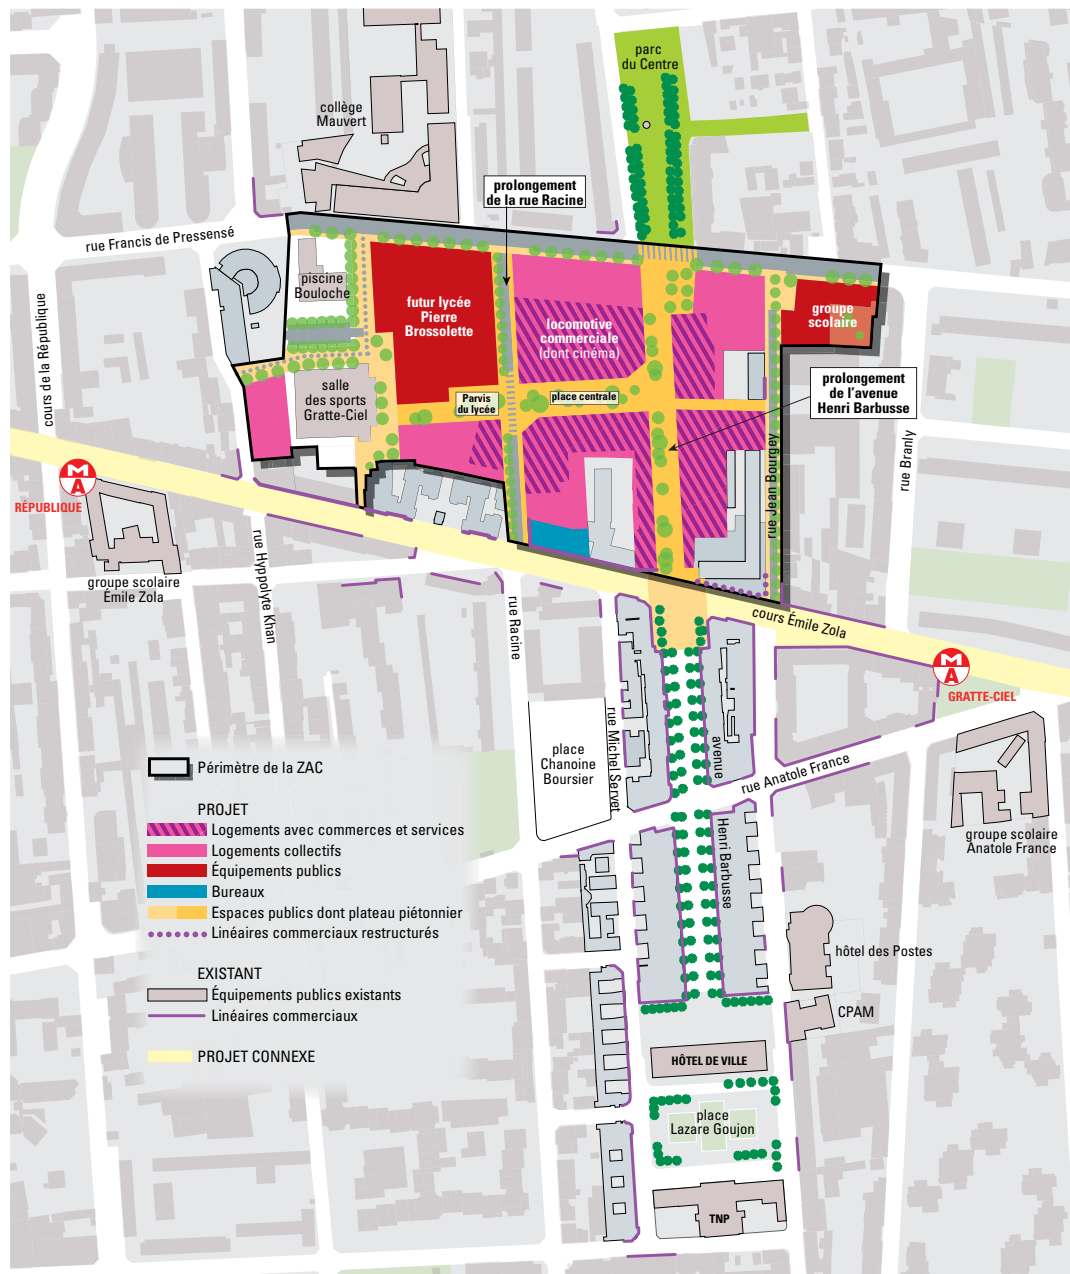 parc
du Centre
collège
Mauvert
prolongement
de la rue Racine
rue Francis de Pressensé
piscine
Bouloche
futur lycée
Pierre
Brossolette
locomotive
commerciale
(dont cinéma)
groupe
scolaire
cours de la République
salle
des sports
Gratte-Ciel
Parvis
du lycée
place centrale
prolongement
de l'avenue
Henri Barbusse
rue Jean Bourgey
rue Branly
M
A
RÉPUBLIQUE
groupe scolaire
Émile Zola
rue Hyppolyte Khan
rue Racine
cours Émile Zola
M
A
GRATTE-CIEL
rue Michel Servet
avenue
Henri Barbusse
place
Chanoine
Boursier
rue Anatole France
groupe scolaire
Anatole France
Périmètre de la ZAC
PROJET
Logements avec commerces et services
Logements collectifs
Équipements publics
Bureaux
Espaces publics dont plateau piétonnier
Linéaires commerciaux restructurés
EXISTANT
Équipements publics existants
Linéaires commerciaux
PROJET CONNEXE
hôtel des Postes
CPAM
HÔTEL DE VILLE
place
Lazare Goujon
TNP